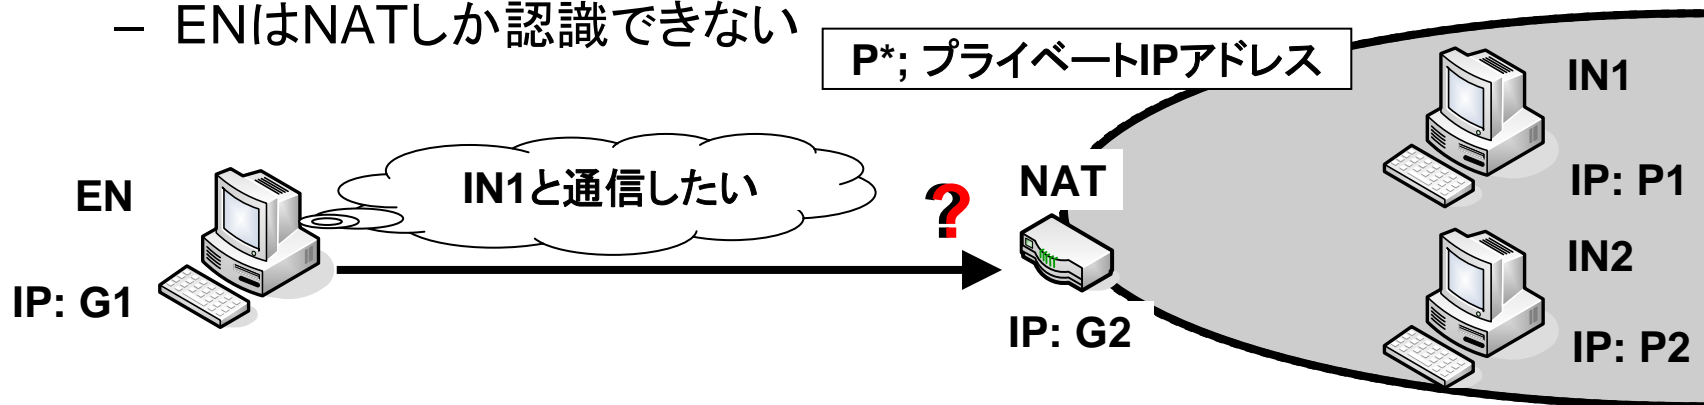 – ENはNATしか認識できない
P*; プライベートIPアドレス
IN1
EN
IN1と通信したい
?
NAT
IP: P1
IN2
IP: G1
IP: G2
IP: P2